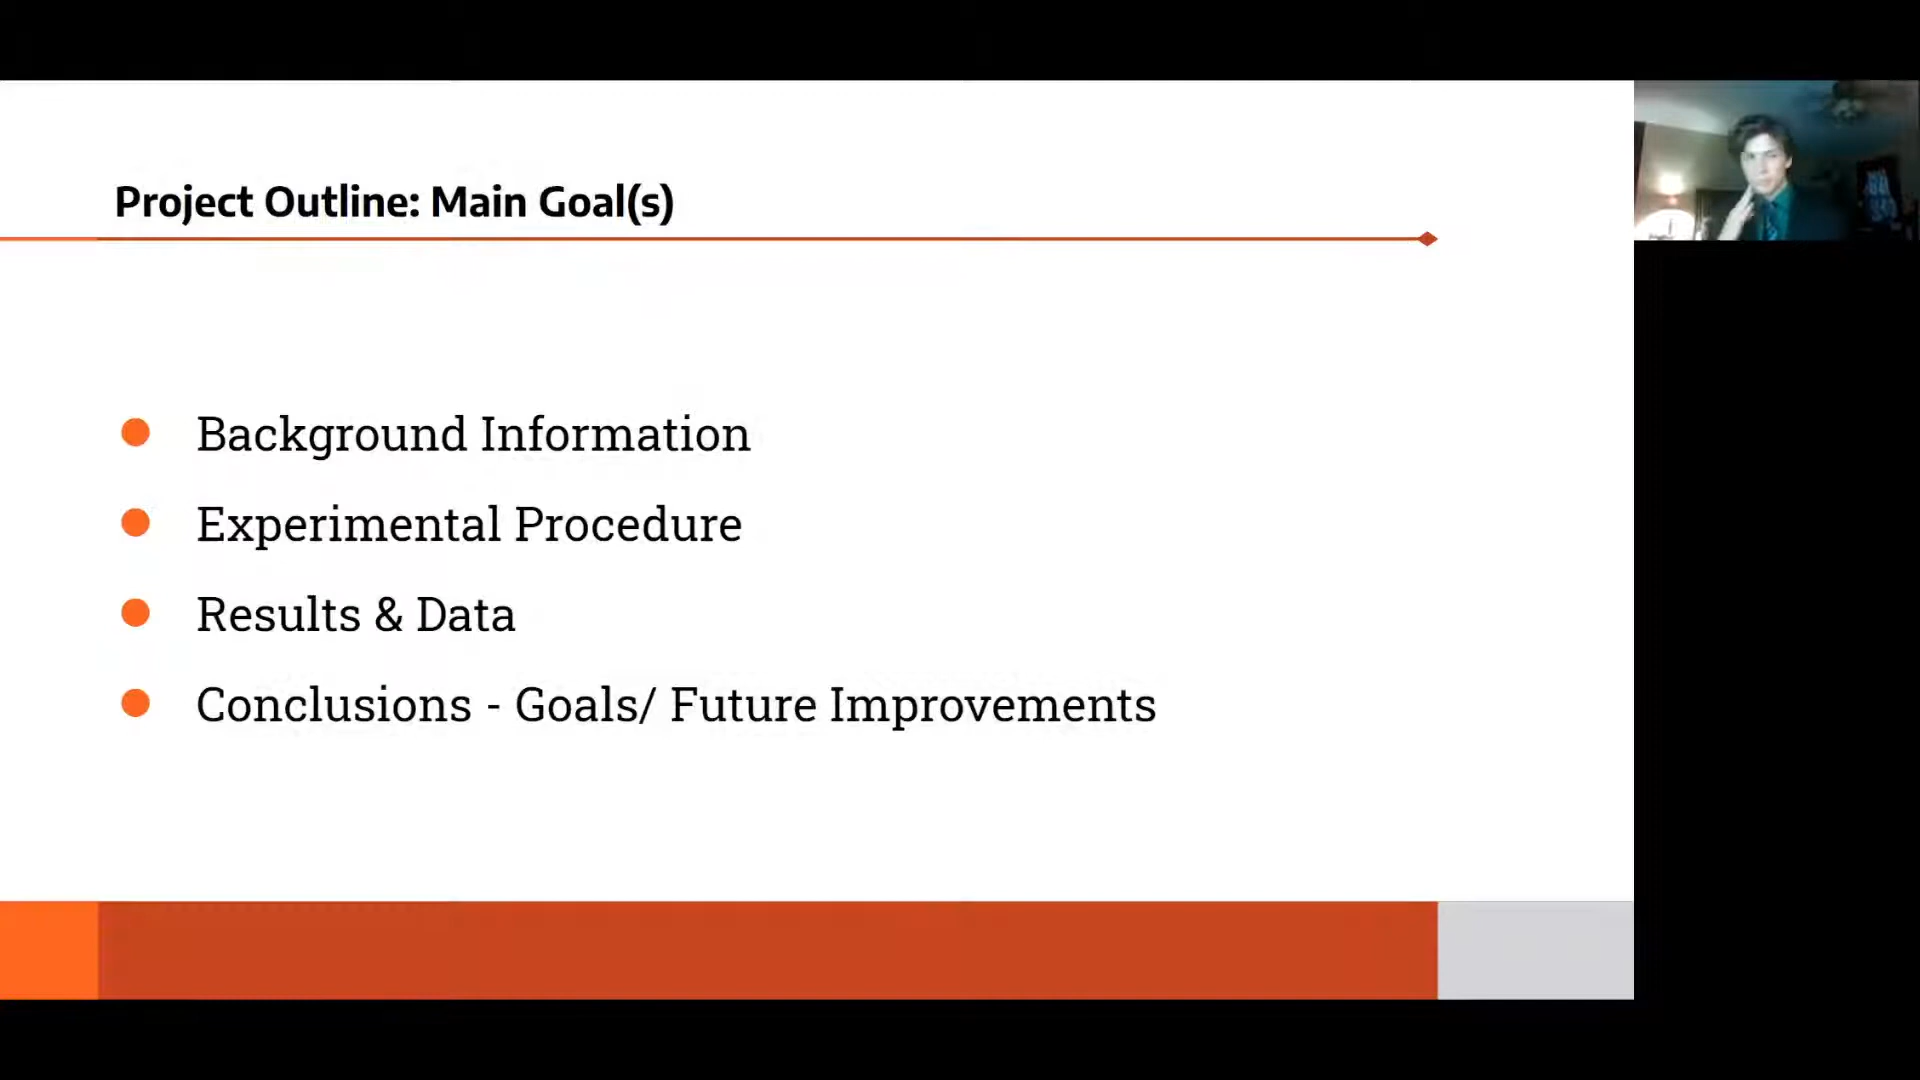 Project Outline: Main Goal(s)
Background Information
Experimental Procedure
Results & Data
Conclusions - Goals/ Future Improvements